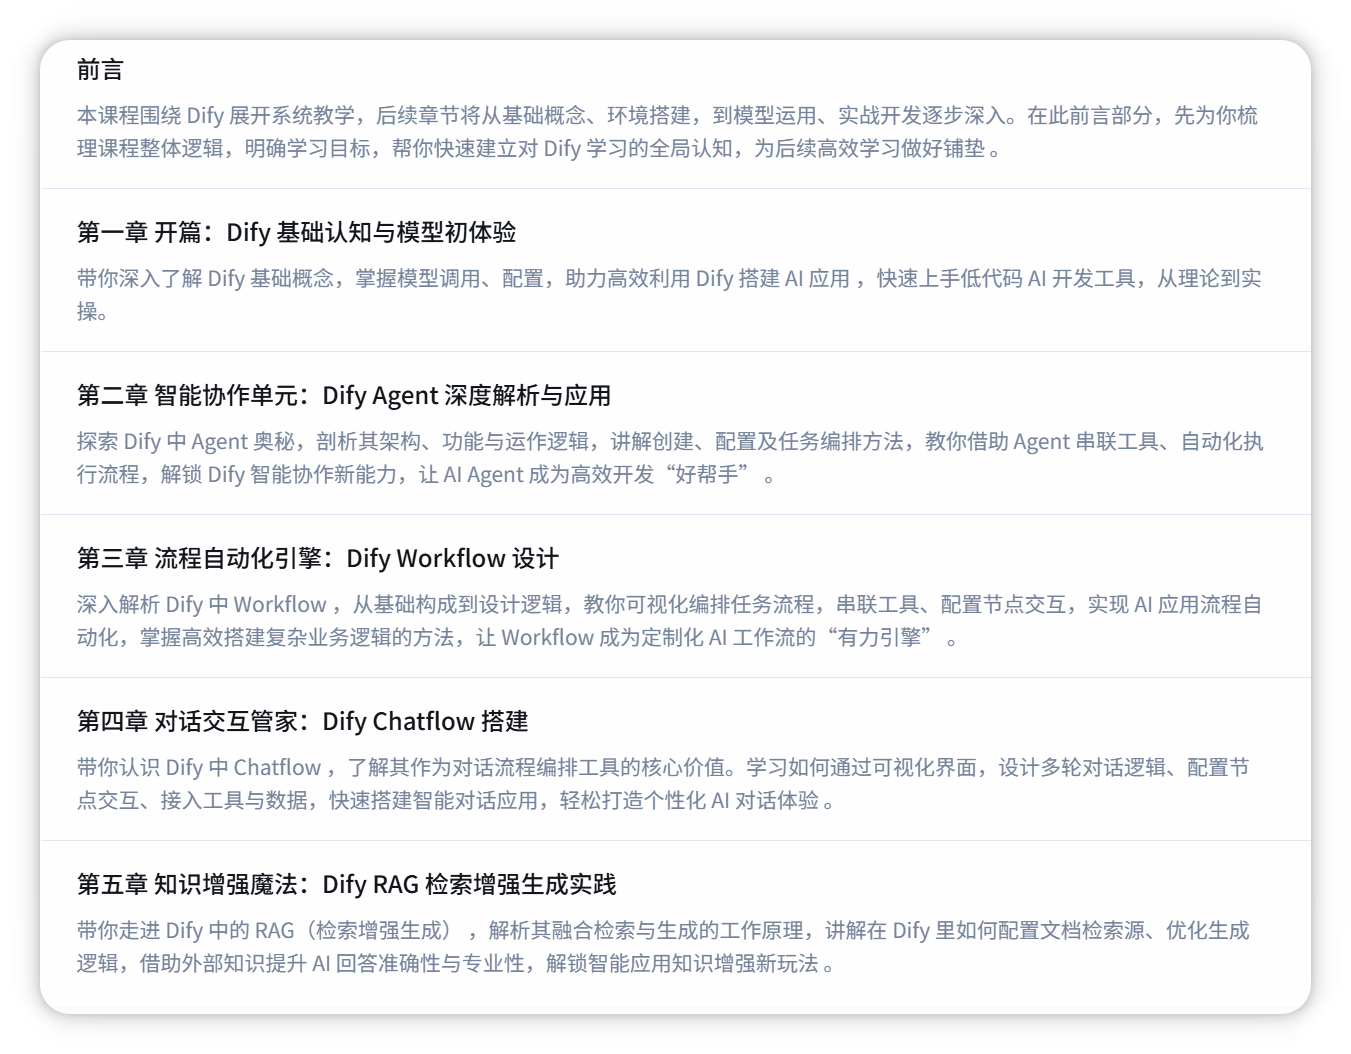 前言
本课程围绕 Dify 展开系统教学，后续章节将从基础概念、环境搭建，到模型运用、实战开发逐步深入。在此前言部分，先为你梳
理课程整体逻辑，明确学习目标，帮你快速建立对 Dify 学习的全局认知，为后续高效学习做好铺垫 。
第一章 开篇：Dify 基础认知与模型初体验
带你深入了解 Dify 基础概念，掌握模型调用、配置，助力高效利用 Dify 搭建 AI 应用 ，快速上手低代码 AI 开发工具，从理论到实
操。
第二章 智能协作单元：Dify Agent 深度解析与应用
探索 Dify 中 Agent 奥秘，剖析其架构、功能与运作逻辑，讲解创建、配置及任务编排方法，教你借助 Agent 串联工具、自动化执
行流程，解锁 Dify 智能协作新能力，让 AI Agent 成为高效开发“好帮手” 。
第三章 流程自动化引擎：Dify Workflow 设计
深入解析 Dify 中 Workflow ，从基础构成到设计逻辑，教你可视化编排任务流程，串联工具、配置节点交互，实现 AI 应用流程自
动化，掌握高效搭建复杂业务逻辑的方法，让 Workflow 成为定制化 AI 工作流的“有力引擎” 。
第四章 对话交互管家：Dify Chatflow 搭建
带你认识 Dify 中 Chatflow ，了解其作为对话流程编排工具的核心价值。学习如何通过可视化界面，设计多轮对话逻辑、配置节
点交互、接入工具与数据，快速搭建智能对话应用，轻松打造个性化 AI 对话体验 。
第五章 知识增强魔法：Dify RAG 检索增强生成实践
带你走进 Dify 中的 RAG（检索增强生成） ，解析其融合检索与生成的工作原理，讲解在 Dify 里如何配置文档检索源、优化生成
逻辑，借助外部知识提升 AI 回答准确性与专业性，解锁智能应用知识增强新玩法 。